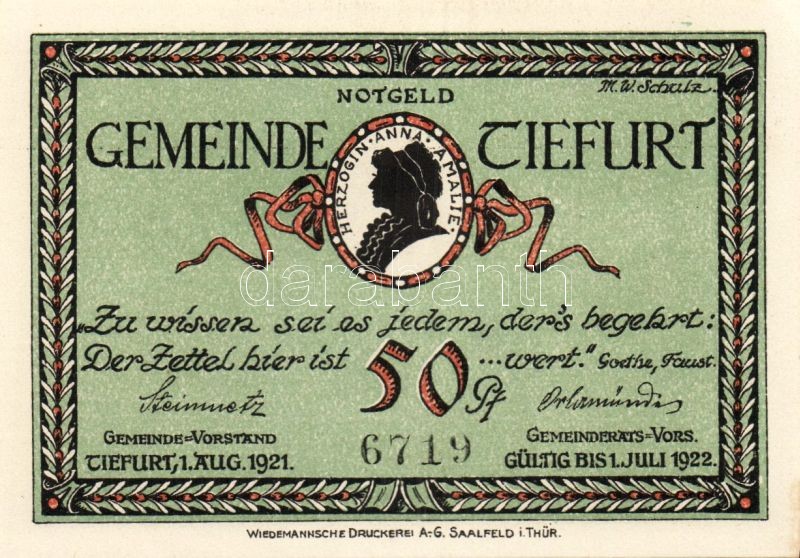 M. W. Schulz.
NOTGELD
GEMEINDE TIEFURT
HERZOGIN · ANNA · AMALIE ·
darabanth
„Zu wissen sei es jedem, der's begehrt:
Der Zettel hier ist 50 ...wert." Goethe, Faust.
Pf
Steinmetz Orlamünder
GEMEINDE=VORSTAND 6719 GEMEINDERATS=VORS.
TIEFURT, 1. AUG. 1921. GÜLTIG BIS 1. JULI 1922.
WIEDEMANNSCHE DRUCKEREI A.-G. SAALFELD i. THÜR.